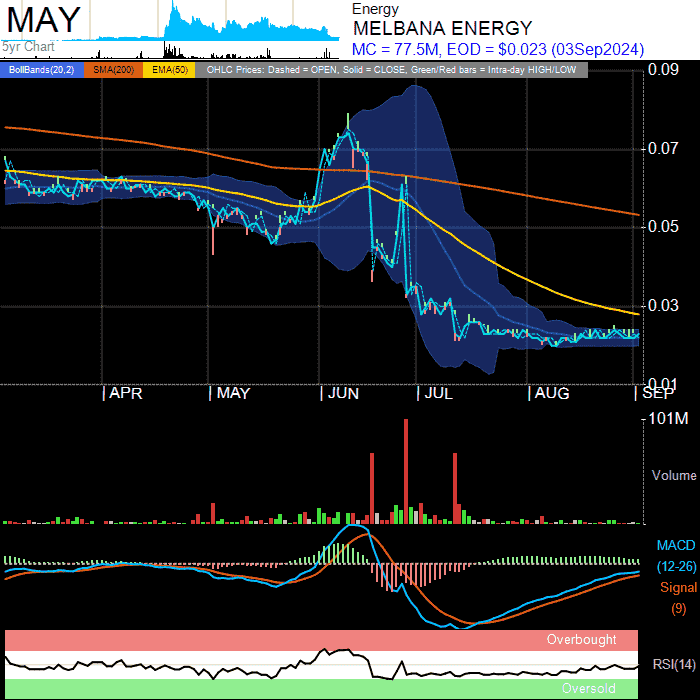 MAY
5yr Chart
Energy
MELBANA ENERGY
MC = 77.5M, EOD = $0.023 (03Sep2024)
BollBands(20,2) SMA(200) EMA(50) OHLC Prices: Dashed = OPEN, Solid = CLOSE, Green/Red bars = Intra-day HIGH/LOW
0.09
0.07
0.05
0.03
0.01
APR MAY JUN JUL AUG SEP
101M
Volume
MACD
(12-26)
Signal
(9)
Overbought
RSI(14)
Oversold